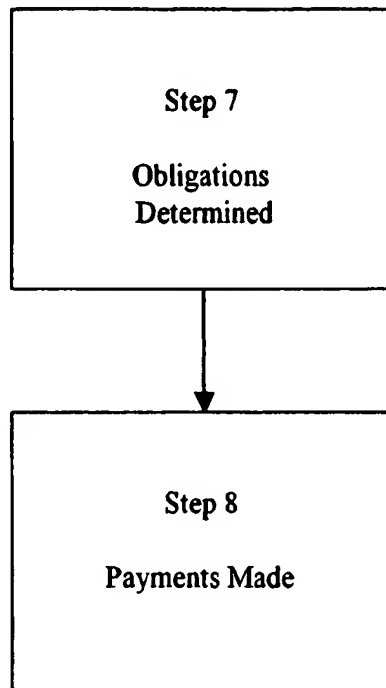 Step 7
Obligations
Determined
Step 8
Payments Made